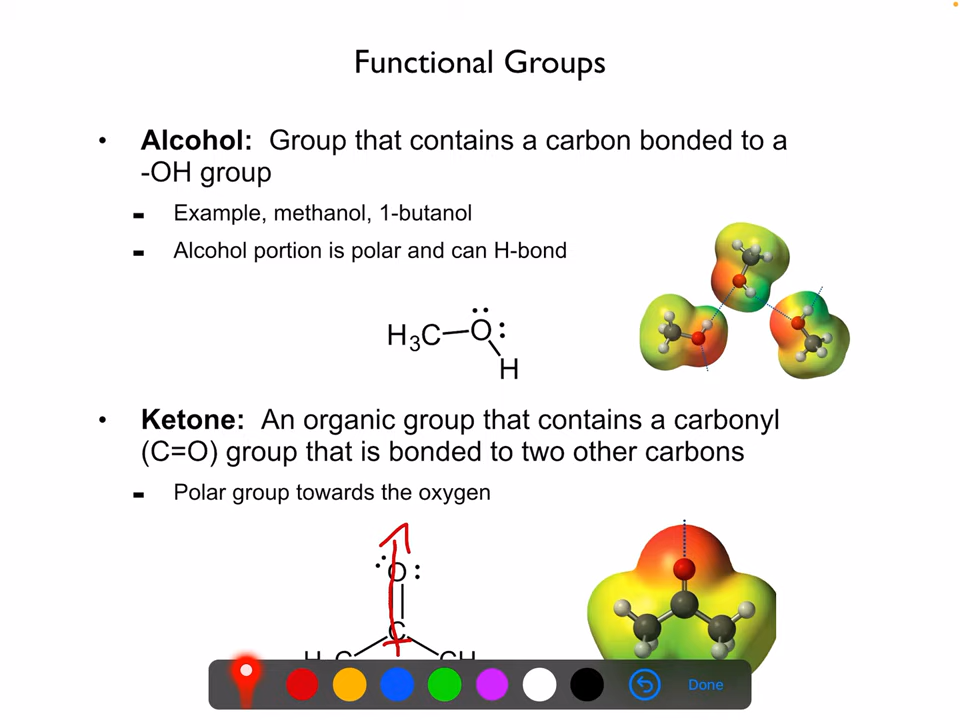 Functional Groups
• Alcohol: Group that contains a carbon bonded to a
-OH group
- Example, methanol, 1-butanol
- Alcohol portion is polar and can H-bond
H₃C O
H
• Ketone: An organic group that contains a carbonyl
(C=O) group that is bonded to two other carbons
- Polar group towards the oxygen
O
C
Done